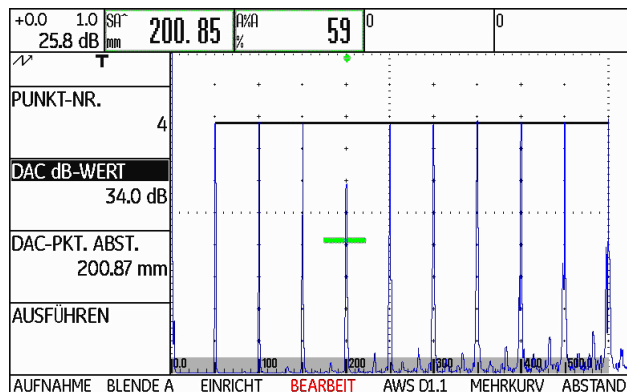 +0.0 1.0 SA^ A%A 0 0
25.8 dB mm 200.85 % 59
T
PUNKT-NR.
4
DAC dB-WERT
34.0 dB
DAC-PKT. ABST.
200.87 mm
AUSFÜHREN
0.0 100 200 300 400 500.0
AUFNAHME BLENDE A EINRICHT BEARBEIT AWS D1.1 MEHRKURV ABSTAND